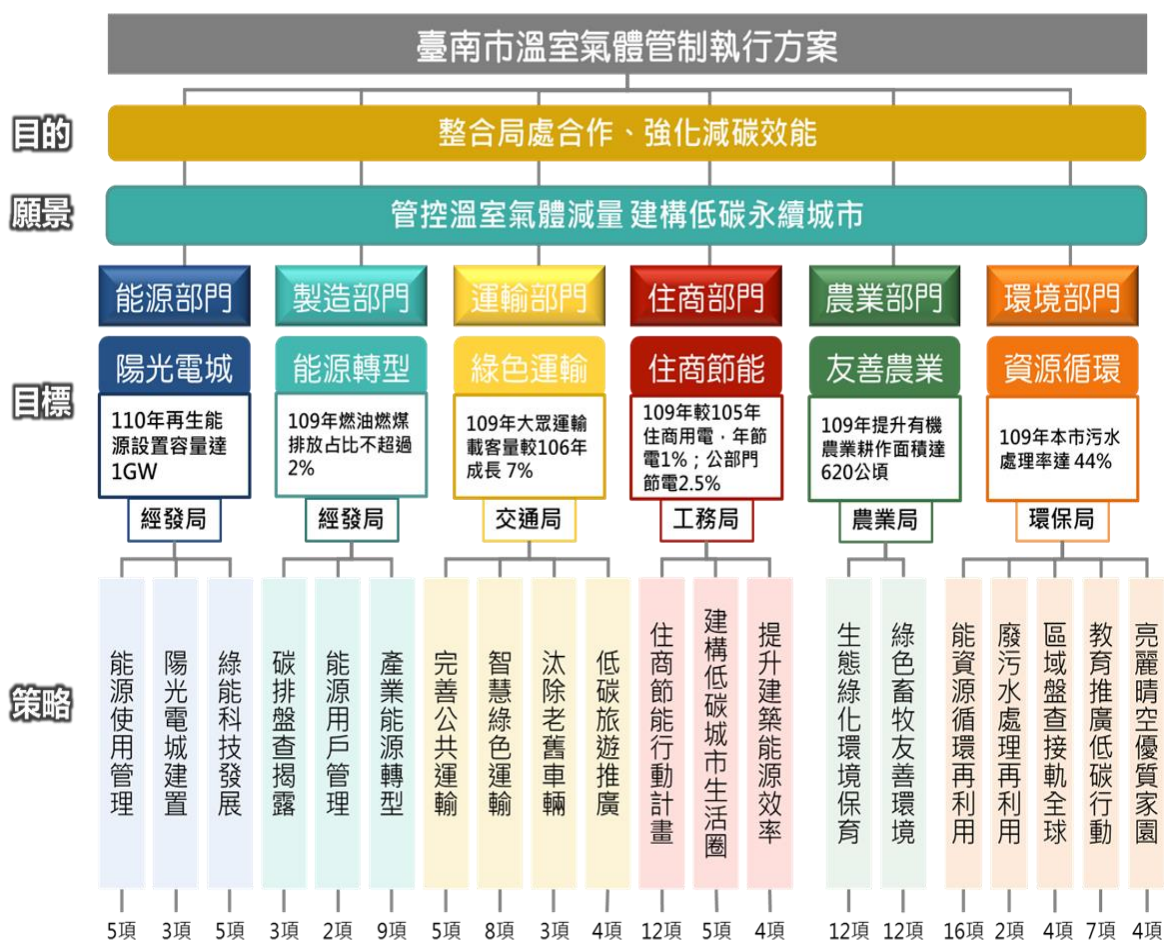 臺南市溫室氣體管制執行方案
目的
整合局處合作、強化減碳效能
願景
管控溫室氣體減量 建構低碳永續城市
能源部門
製造部門
運輸部門
住商部門
農業部門
環境部門
目標
陽光電城
能源轉型
綠色運輸
住商節能
友善農業
資源循環
110年再生能
源設置容量達
1GW
109年燃油燃煤
排放占比不超過
2%
109年大眾運輸
載客量較106年
成長 7%
109年較105年
住商用電，年節
電1%；公部門
節電2.5%
109年提升有機
農業耕作面積達
620公頃
109年本市污水
處理率達 44%
經發局
經發局
交通局
工務局
農業局
環保局
策略
能源使用管理
陽光電城建置
綠能科技發展
碳排盤查揭露
能源用戶管理
產業能源轉型
完善公共運輸
智慧綠色運輸
汰除老舊車輛
低碳旅遊推廣
住商節能行動計畫
建構低碳城市生活圈
提升建築能源效率
生態綠化環境保育
綠色畜牧友善環境
能資源循環再利用
廢污水處理再利用
區域盤查接軌全球
教育推廣低碳行動
亮麗晴空優質家園
5項
3項
5項
3項
2項
9項
5項
8項
3項
4項
12項
5項
4項
12項
12項
16項
2項
4項
7項
4項